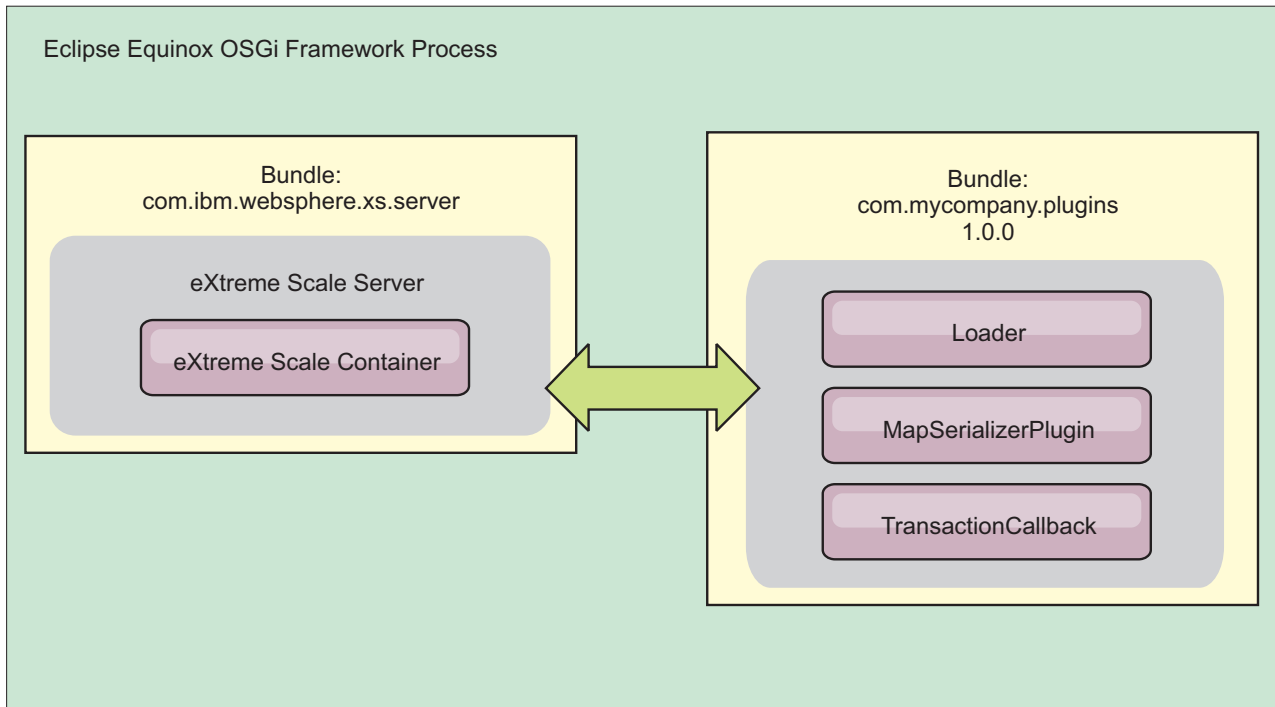 Eclipse Equinox OSGi Framework Process
Bundle:
com.ibm.websphere.xs.server
eXtreme Scale Server
eXtreme Scale Container
Bundle:
com.mycompany.plugins
1.0.0
Loader
MapSerializerPlugin
TransactionCallback